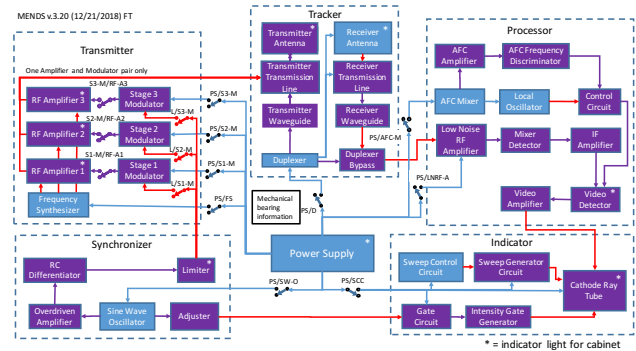 MENDS v.3.20 (12/21/2018) FT
Transmitter
One Amplifier and Modulator pair only
S3-M/RF-A3
RF Amplifier 3 *
Stage 3
Modulator
L/S3-M
PS/S3-M
S2-M/RF-A2
RF Amplifier 2 *
Stage 2
Modulator
L/S2-M
PS/S2-M
S1-M/RF-A1
RF Amplifier 1 *
Stage 1
Modulator
L/S1-M
PS/S1-M
Frequency
Synthesizer
PS/FS
Tracker
Transmitter
Antenna
*
Receiver
Antenna
*
Transmitter
Transmission
Line
Receiver
Transmission
Line
Transmitter
Waveguide
Receiver
Waveguide
PS/AFC-M
Duplexer
Duplexer
Bypass
Mechanical
bearing
information
PS/D
PS/LNRF-A
Processor
AFC
Amplifier
AFC Frequency
Discriminator
AFC Mixer
Local
Oscillator
Control
Circuit
*
Low Noise
RF
Amplifier
Mixer
Detector
IF
Amplifier
Video
Amplifier
Video
Detector
*
Power Supply
*
Synchronizer
RC
Differentiator
Limiter
*
Overdriven
Amplifier
Sine Wave
Oscillator
Adjuster
PS/SW-O
PS/SCC
Indicator
Sweep Control
Circuit
Sweep Generator
Circuit
*
Cathode Ray
Tube
*
Gate
Circuit
Intensity Gate
Generator
* = indicator light for cabinet